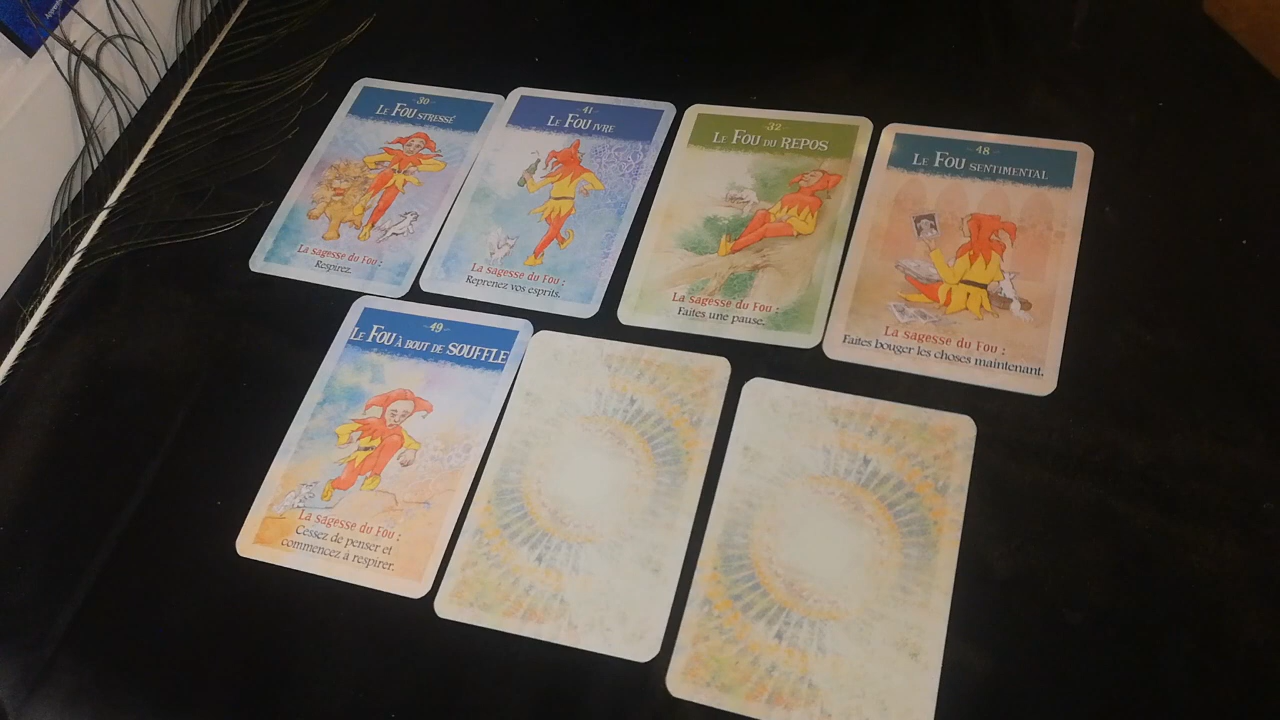 -30-
LE FOU STRESSÉ
La sagesse du Fou :
Respirez.
-41-
LE FOU IVRE
La sagesse du Fou :
Reprenez vos esprits.
-32-
LE FOU DU REPOS
La sagesse du Fou :
Faites une pause.
-48-
LE FOU SENTIMENTAL
La sagesse du Fou :
Faites bouger les choses maintenant.
-49-
LE FOU À BOUT DE SOUFFLE
La sagesse du Fou :
Cessez de penser et
commencez à respirer.